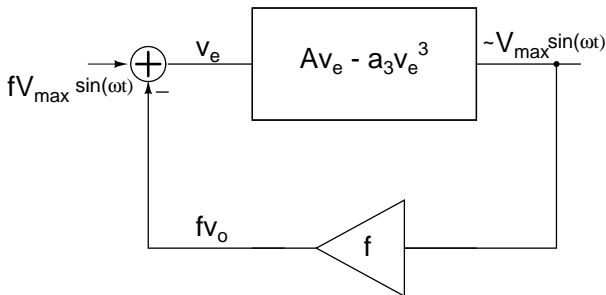 v_e
Av_e - a_3v_e^3
~V_max sin(ωt)
fV_max sin(ωt)
+
−
fv_o
f